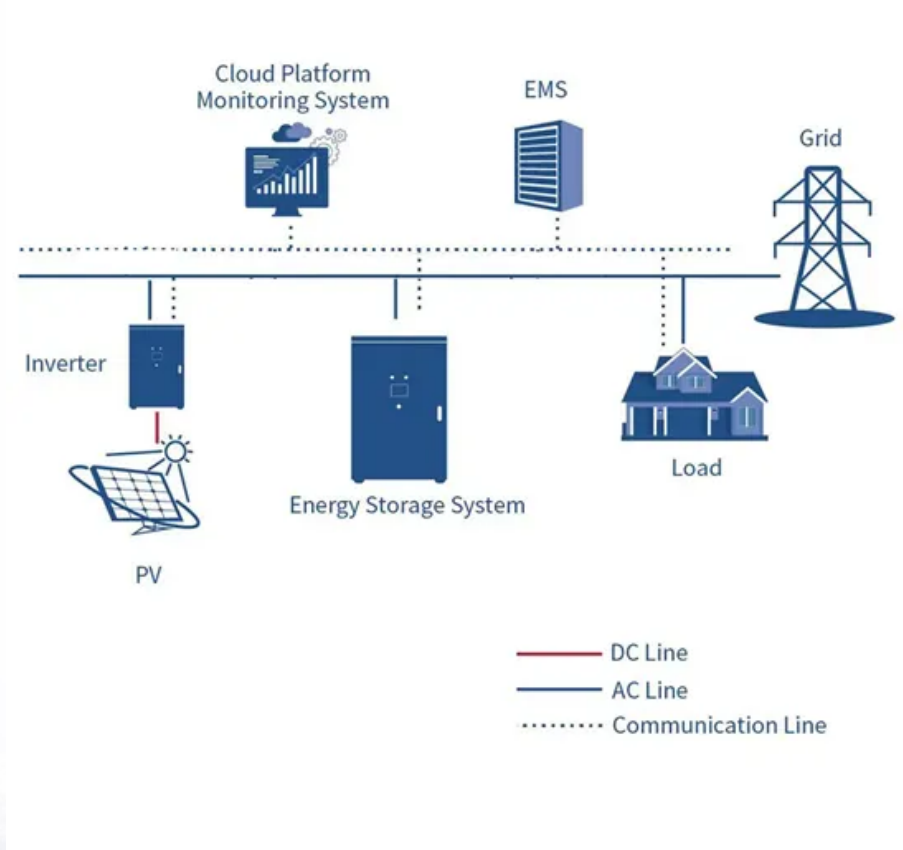 Cloud Platform
Monitoring System
EMS
Grid
Inverter
Load
Energy Storage System
PV
DC Line
AC Line
Communication Line